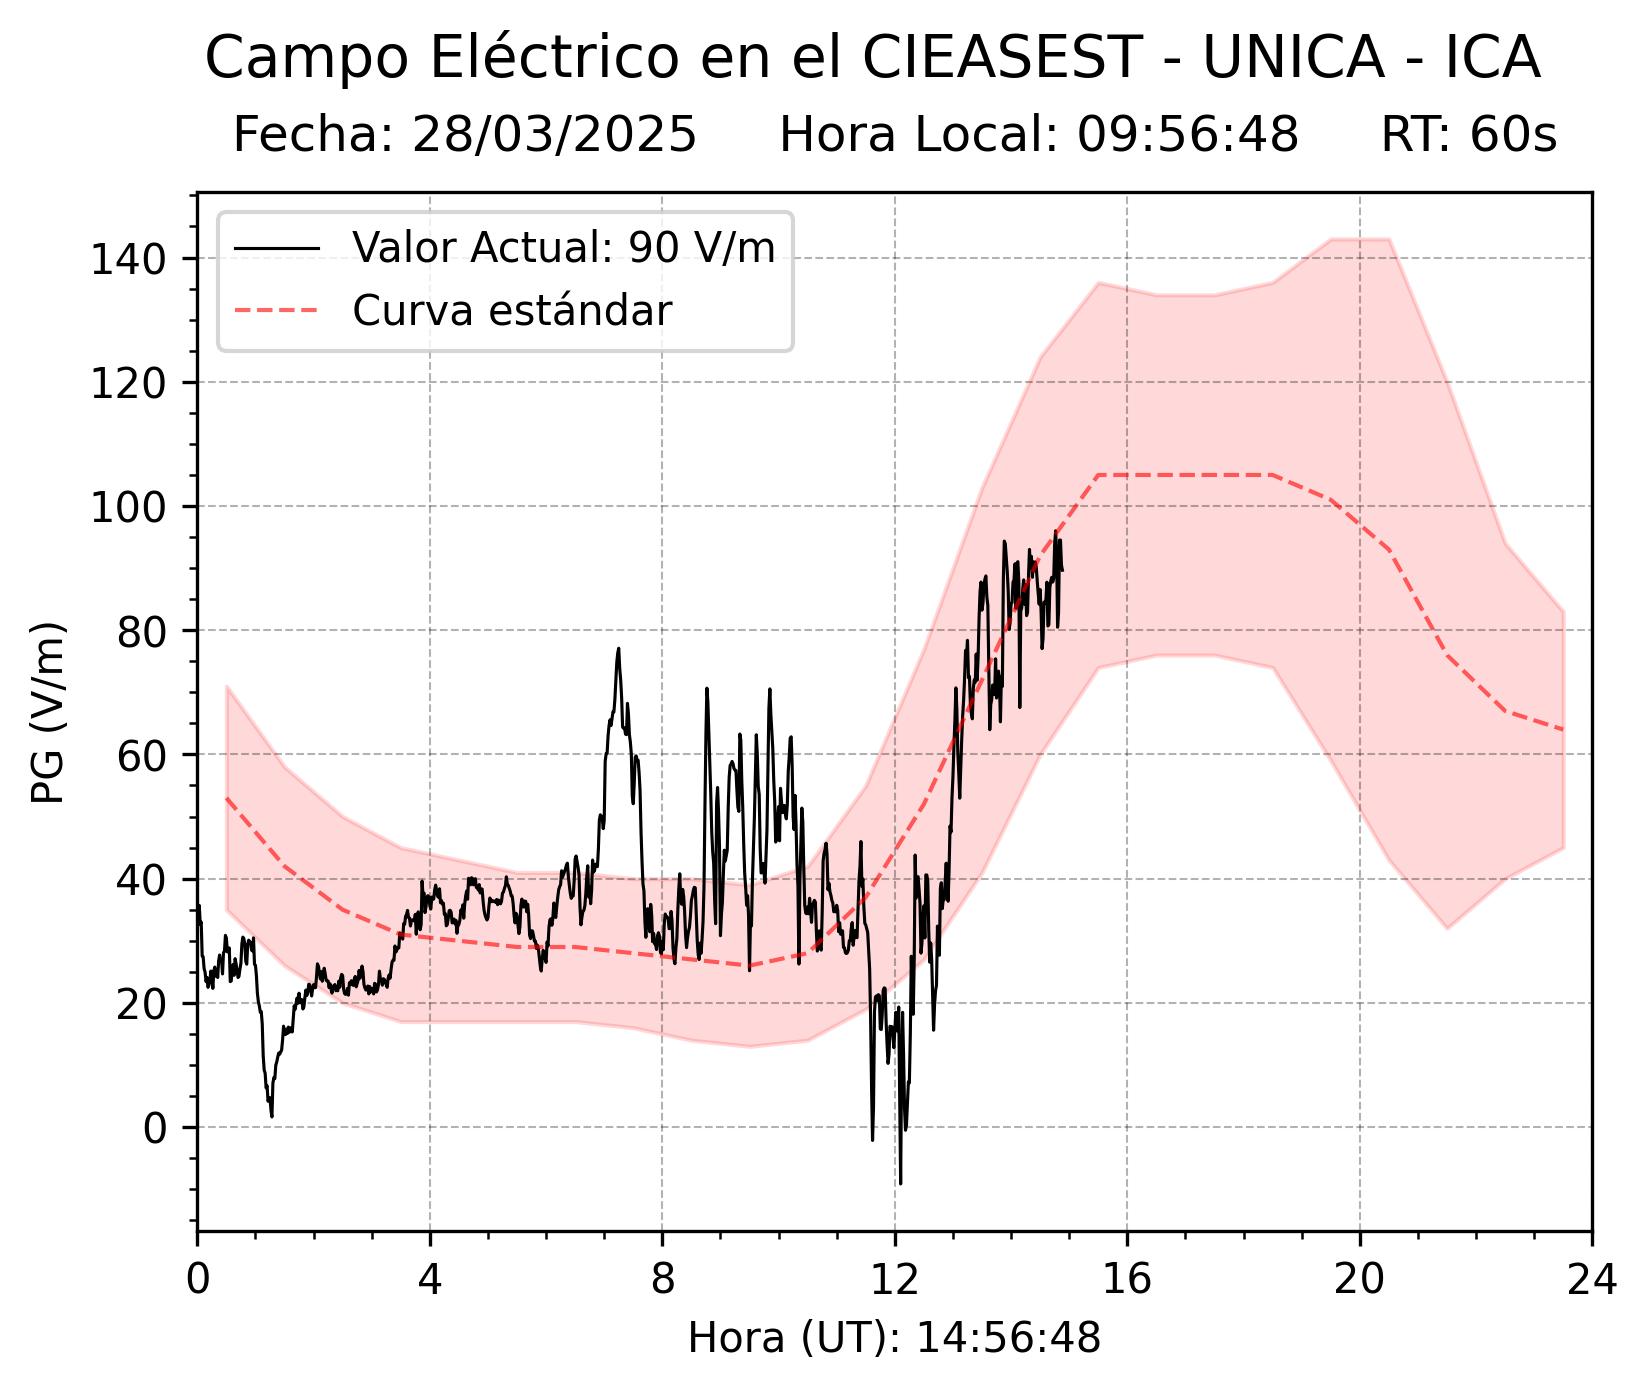 Campo Eléctrico en el CIEASEST - UNICA - ICA
Fecha: 28/03/2025 Hora Local: 09:56:48 RT: 60s
Valor Actual: 90 V/m
Curva estándar
PG (V/m)
140
120
100
80
60
40
20
0
0 4 8 12 16 20 24
Hora (UT): 14:56:48